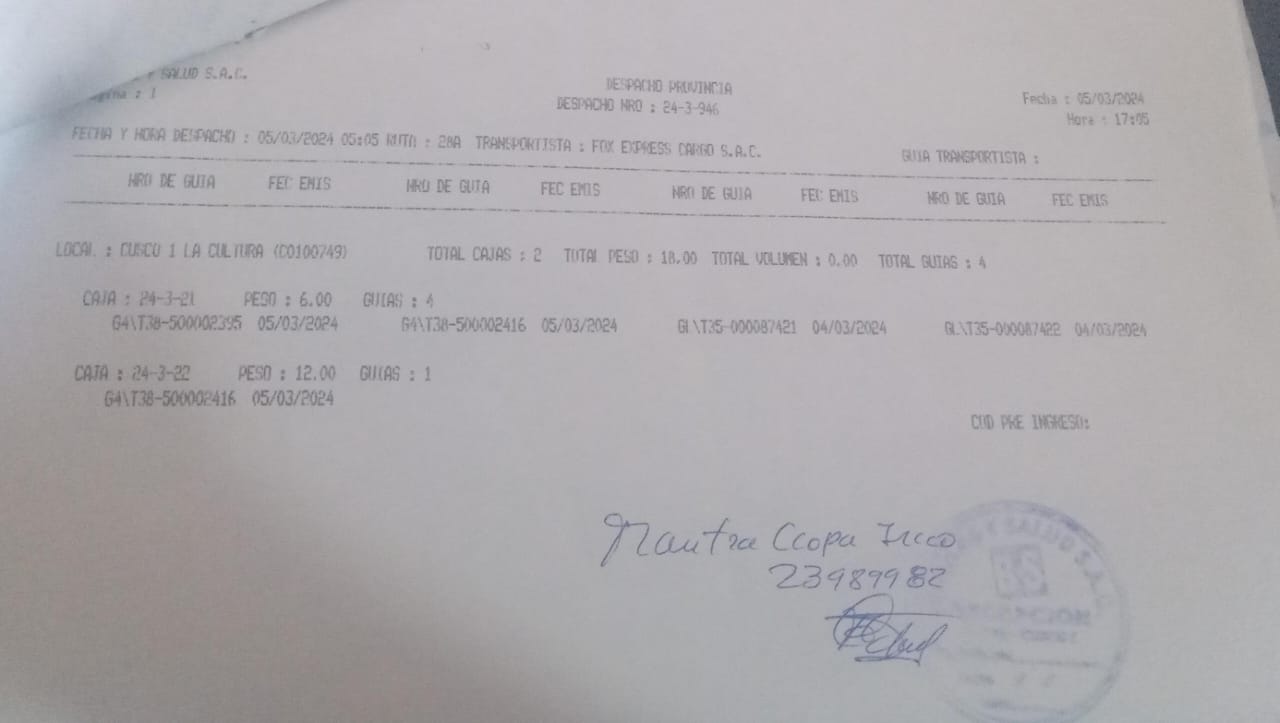 Y SALUD S.A.C.
: 1
DESPACHO PROVINCIA
DESPACHO NRO : 24-3-946
Fecha : 05/03/2024
Hora : 17:05
FECHA Y HORA DESPACHO : 05/03/2024 05:05 RUTA : 28A TRANSPORTISTA : FOX EXPRESS CARGO S.A.C.
GUIA TRANSPORTISTA :
NRO DE GUIA FEC EMIS NRO DE GUIA FEC EMIS NRO DE GUIA FEC EMIS NRO DE GUIA FEC EMIS
LOCAL : CUSCO 1 LA CULTURA (C0100749) TOTAL CAJAS : 2 TOTAL PESO : 18.00 TOTAL VOLUMEN : 0.00 TOTAL GUIAS : 4
CAJA : 24-3-21 PESO : 6.00 GUIAS : 4
G4\T38-500002395 05/03/2024 G4\T38-500002416 05/03/2024 GL\T35-000087421 04/03/2024 GL\T35-000087422 04/03/2024
CAJA : 24-3-22 PESO : 12.00 GUIAS : 1
G4\T38-500002416 05/03/2024
COD PRE INGRESO:
Ccopa
23989982
Y SALUD S.A.C.
BS
RECEPCION